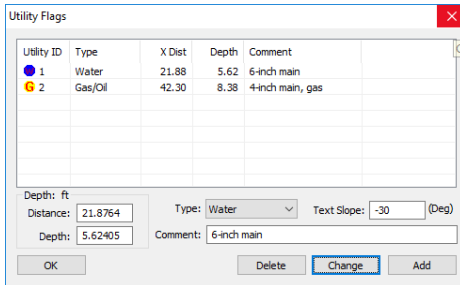 Utility Flags
Utility ID Type X Dist Depth Comment
1 Water 21.88 5.62 6-inch main
G 2 Gas/Oil 42.30 8.38 4-inch main, gas
Depth: ft
Distance: 21.8764 Type: Water Text Slope: -30 (Deg)
Depth: 5.62405 Comment: 6-inch main
OK Delete Change Add